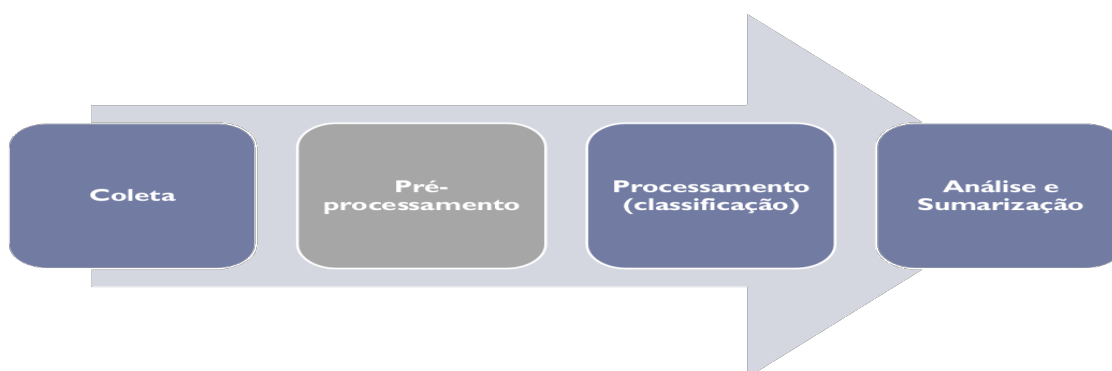 Coleta
Pré-
processamento
Processamento
(classificação)
Análise e
Sumarização